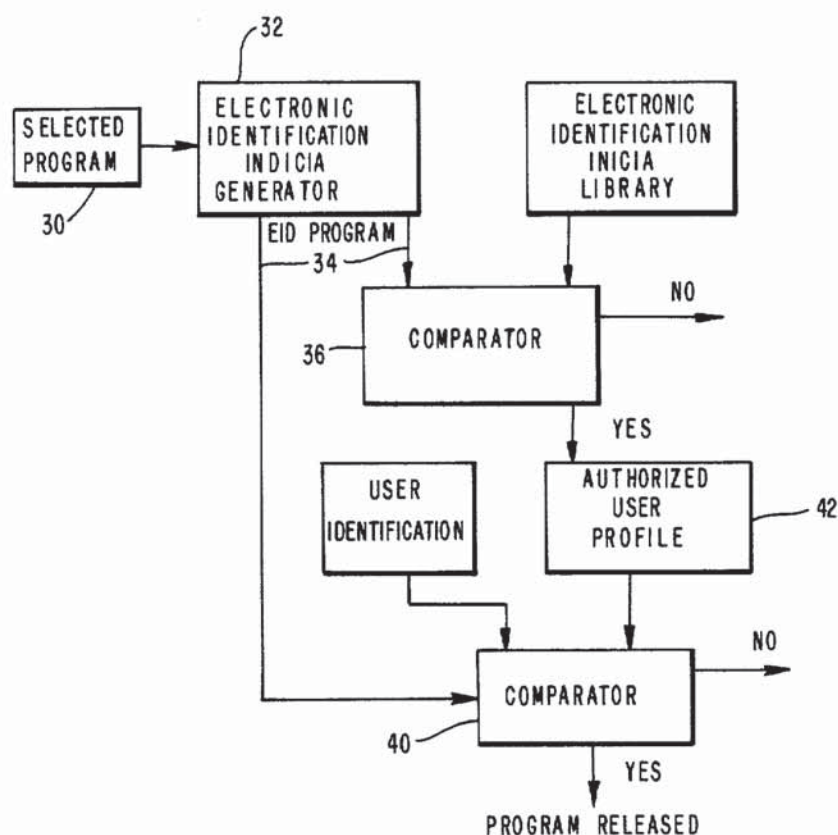 32
SELECTED
PROGRAM
30
ELECTRONIC
IDENTIFICATION
INDICIA
GENERATOR
ELECTRONIC
IDENTIFICATION
INICIA
LIBRARY
EID PROGRAM
34
NO
COMPARATOR
36
YES
USER
IDENTIFICATION
AUTHORIZED
USER
PROFILE
42
NO
COMPARATOR
40
YES
PROGRAM RELEASED